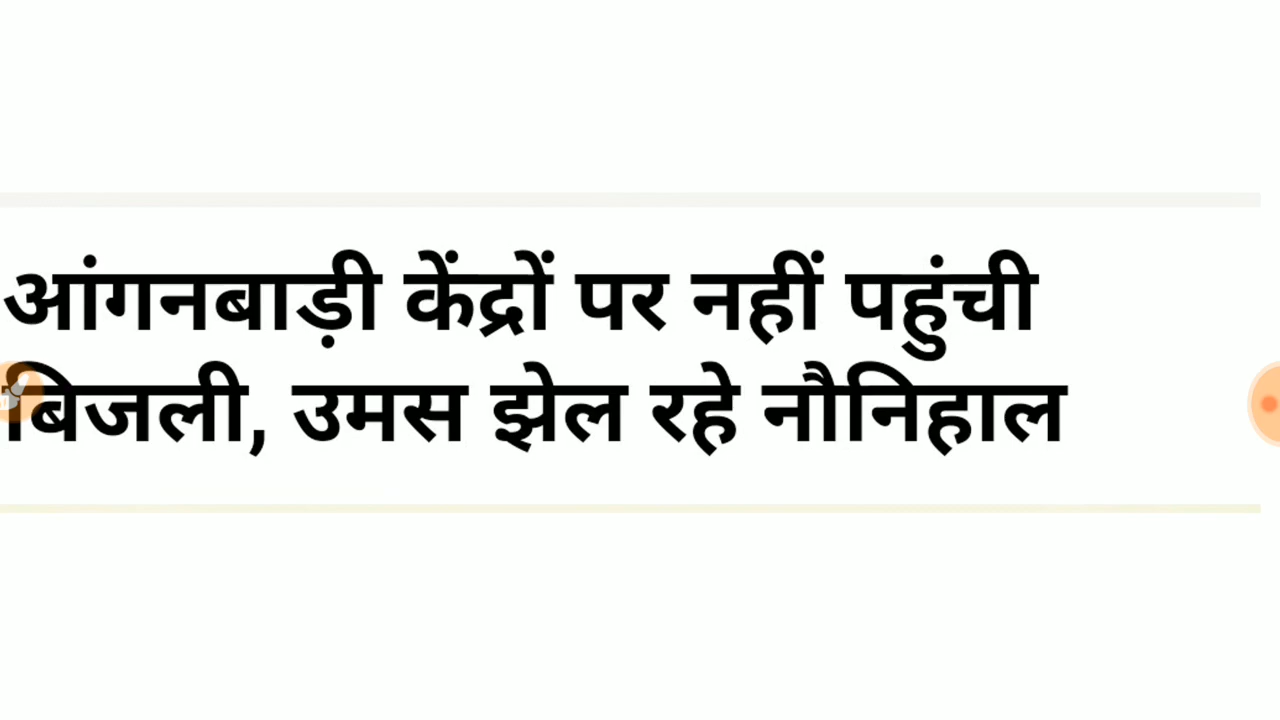 आंगनबाड़ी केंद्रों पर नहीं पहुंची
बिजली, उमस झेल रहे नौनिहाल